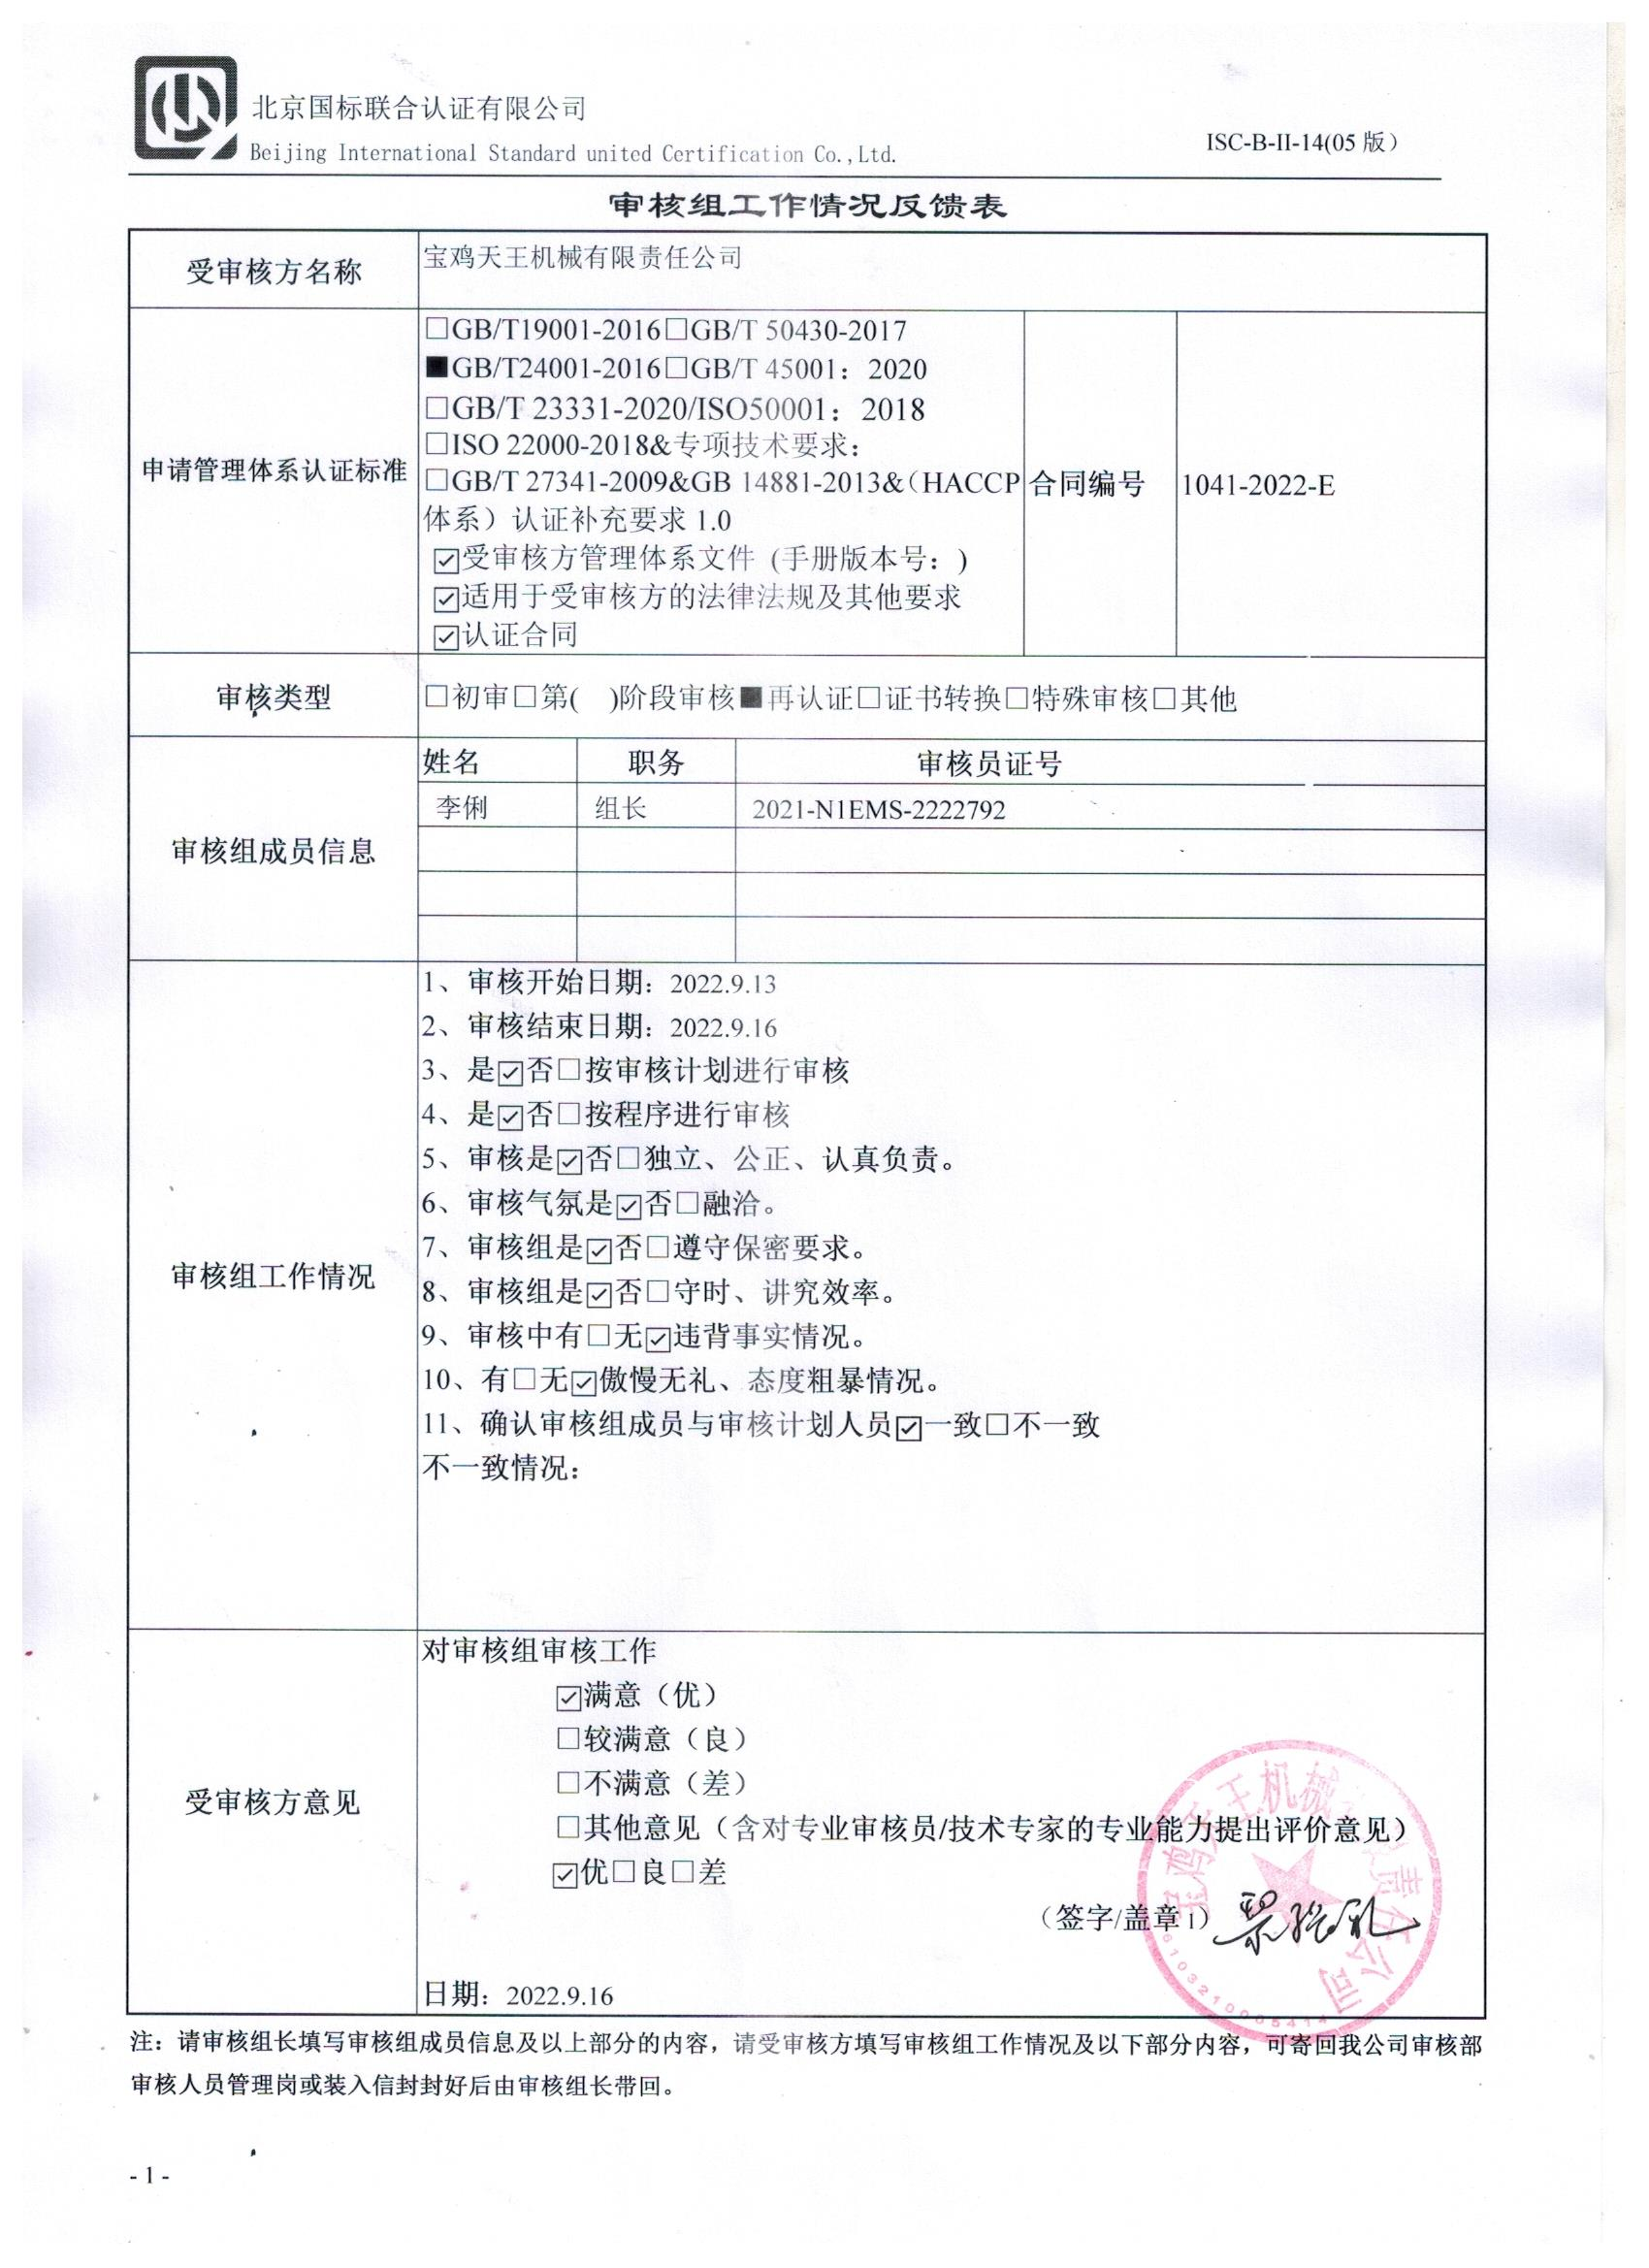 北京国标联合认证有限公司
Beijing International Standard united Certification Co.,Ltd.
ISC-B-II-14(05 版）
审核组工作情况反馈表
受审核方名称
宝鸡天王机械有限责任公司
申请管理体系认证标准
□GB/T19001-2016□GB/T 50430-2017
■GB/T24001-2016□GB/T 45001：2020
□GB/T 23331-2020/ISO50001：2018
□ISO 22000-2018&专项技术要求：
□GB/T 27341-2009&GB 14881-2013&（HACCP
体系）认证补充要求 1.0
☑受审核方管理体系文件 (手册版本号：)
☑适用于受审核方的法律法规及其他要求
☑认证合同
合同编号
1041-2022-E
审核类型
□初审□第( )阶段审核■再认证□证书转换□特殊审核□其他
审核组成员信息
姓名 职务 审核员证号
李俐 组长 2021-N1EMS-2222792
审核组工作情况
1、审核开始日期：2022.9.13
2、审核结束日期：2022.9.16
3、是☑否□按审核计划进行审核
4、是☑否□按程序进行审核
5、审核是☑否□独立、公正、认真负责。
6、审核气氛是☑否□融洽。
7、审核组是☑否□遵守保密要求。
8、审核组是☑否□守时、讲究效率。
9、审核中有□无☑违背事实情况。
10、有□无☑傲慢无礼、态度粗暴情况。
11、确认审核组成员与审核计划人员☑一致□不一致
不一致情况：
受审核方意见
对审核组审核工作
☑满意（优）
□较满意（良）
□不满意（差）
□其他意见（含对专业审核员/技术专家的专业能力提出评价意见）
☑优□良□差
（签字/盖章）
日期：2022.9.16
宝鸡天王机械有限责任公司
注：请审核组长填写审核组成员信息及以上部分的内容，请受审核方填写审核组工作情况及以下部分内容，可寄回我公司审核部
审核人员管理岗或装入信封封好后由审核组长带回。
- 1 -